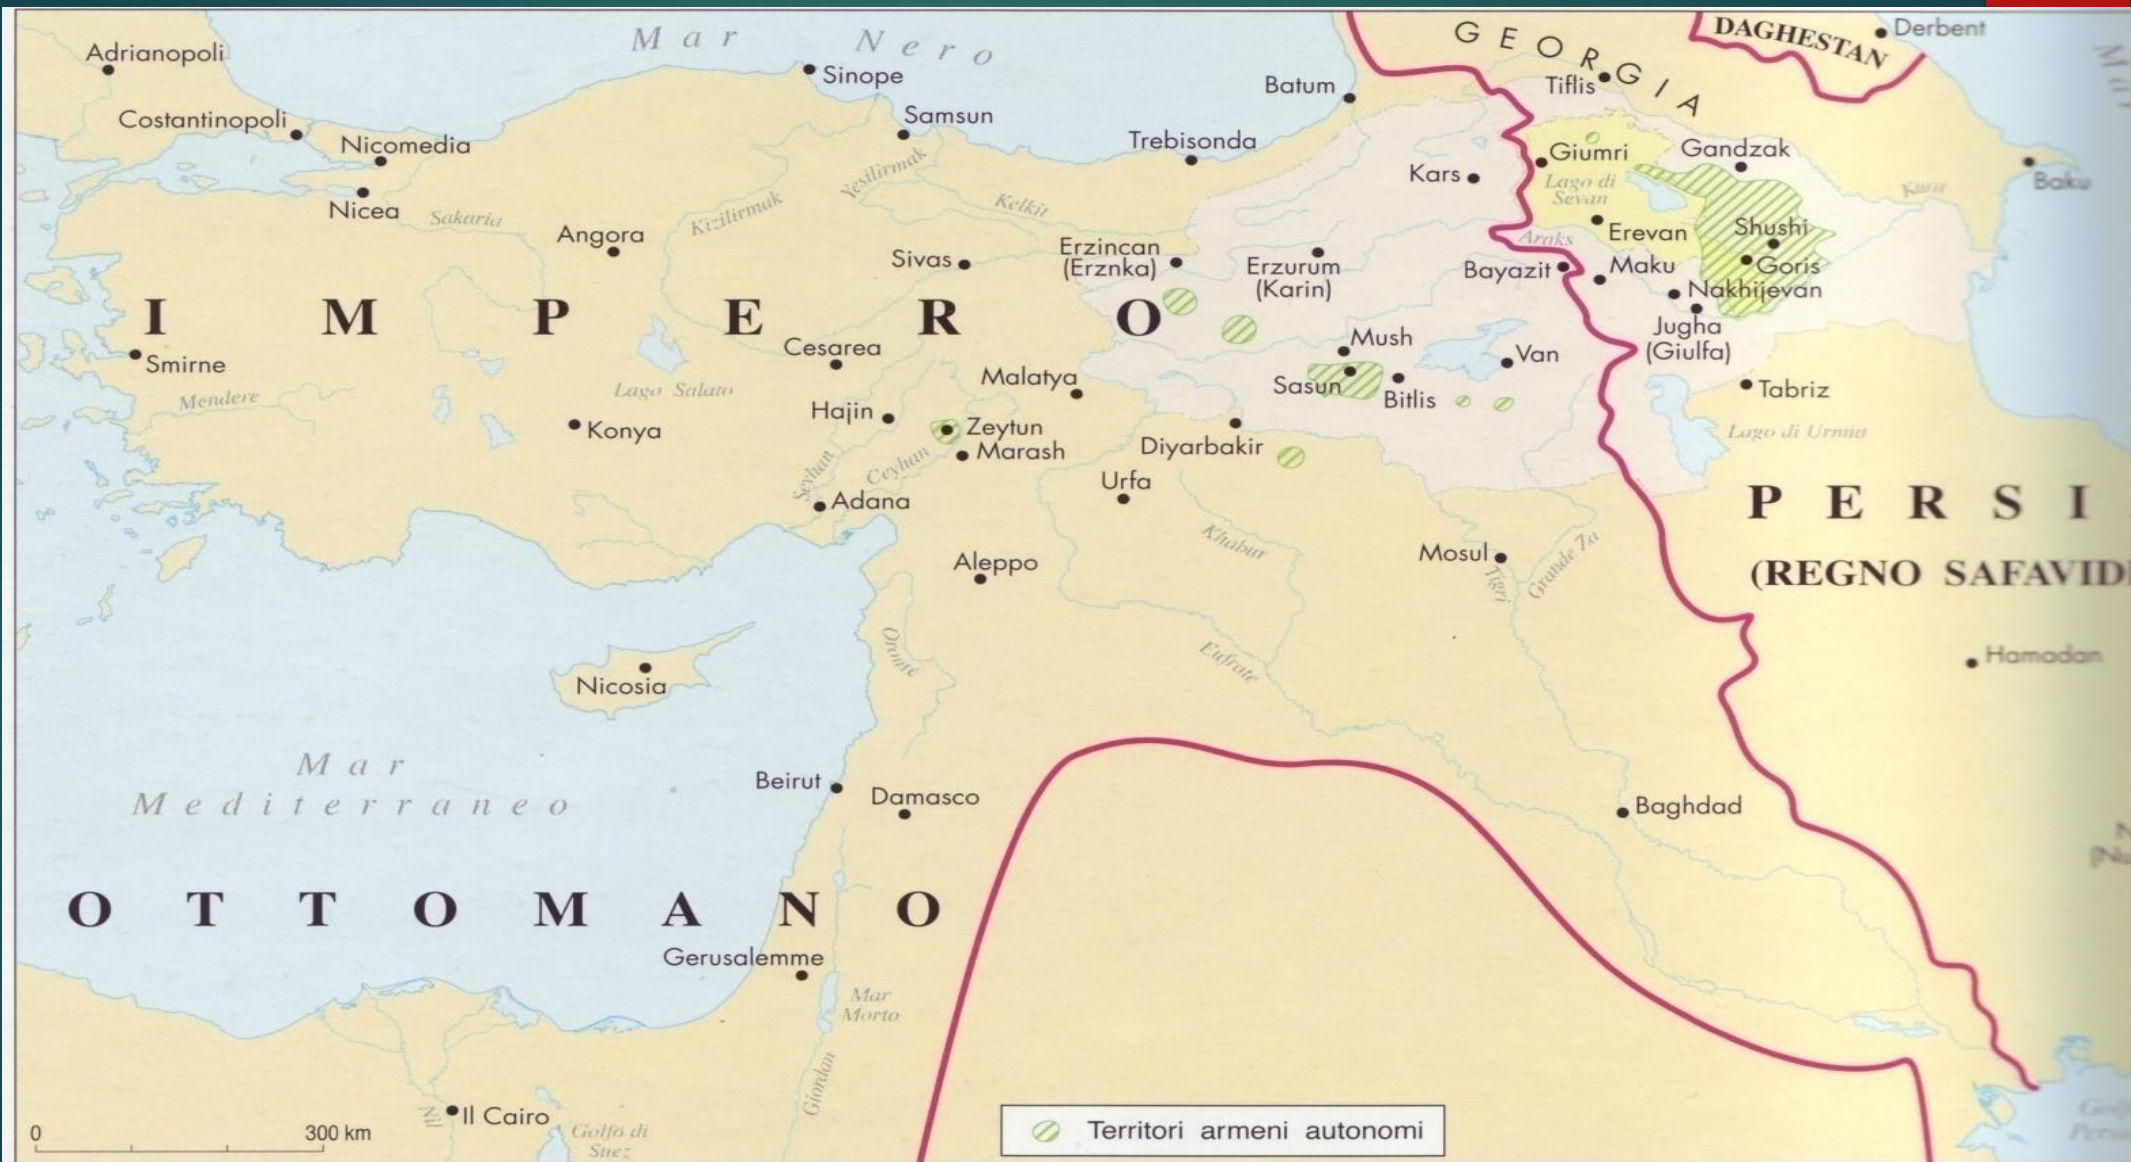 Mar Nero
GEORGIA
DAGHESTAN
Derbent
Adrianopoli
Sinope
Batum
Tiflis
Costantinopoli
Samsun
Nicomedia
Trebisonda
Giumri
Gandzak
Kars
Lago di
Sevan
Baku
Yesilirmak
Kura
Nicea
Sakaria
Kizilirmak
Kelkit
Angora
Sivas
Erzincan
(Erznka)
Erzurum
(Karin)
Araks
Erevan
Shushi
Goris
Bayazit
Maku
Nakhijevan
IMPERO
Jugha
(Giulfa)
Smirne
Cesarea
Mush
Van
Mendere
Lago Salato
Malatya
Sasun
Bitlis
Tabriz
Konya
Hajin
Zeytun
Marash
Diyarbakir
Lago di Urmia
Seyhan
Ceyhan
Urfa
PERSI
Adana
Khabur
Mosul
Tigri
Grande Za
Aleppo
(REGNO SAFAVID
Oronte
Eufrate
Hamadan
Nicosia
Mar
Mediterraneo
Beirut
Damasco
Baghdad
OTTOMANO
Gerusalemme
Mar
Morto
Giordan
Nil
Il Cairo
Golfo di
Suez
0 300 km
Territori armeni autonomi